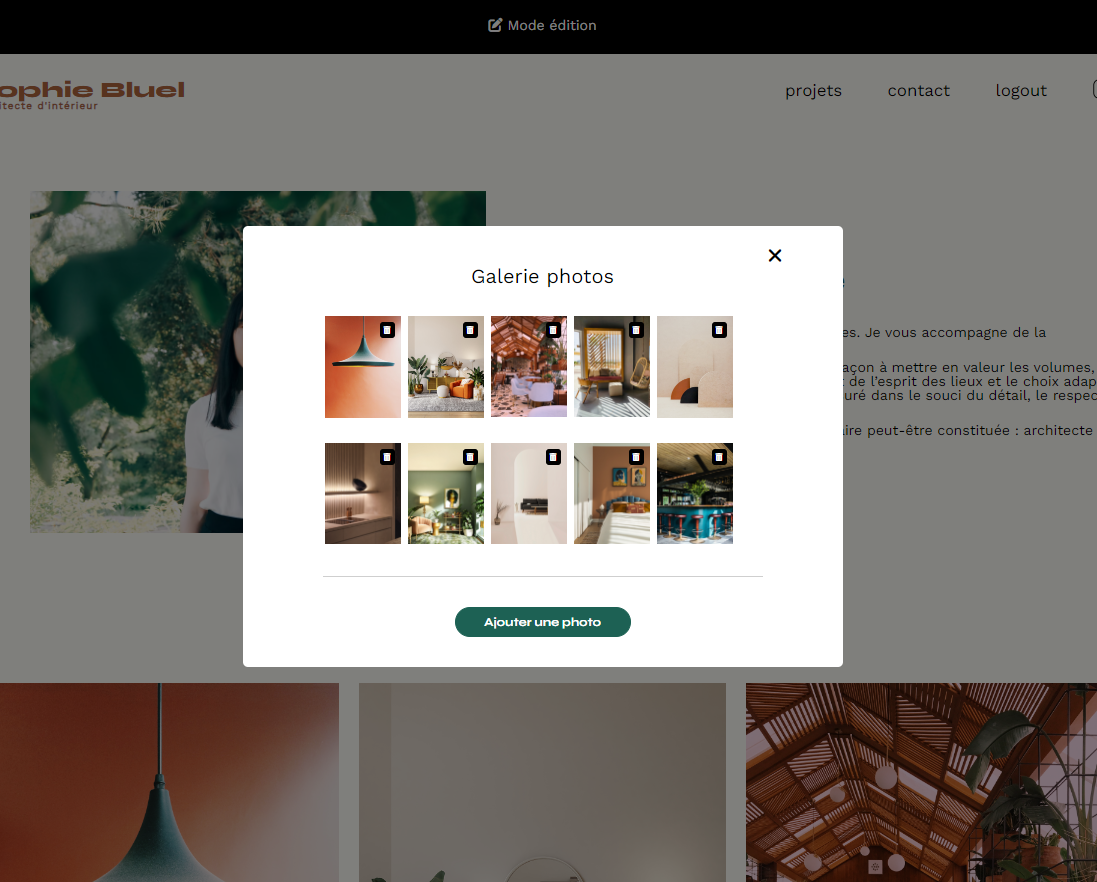 Mode édition
ophie Bluel
itecte d'intérieur
projets
contact
logout
Galerie photos
es. Je vous accompagne de la
açon à mettre en valeur les volumes,
de l'esprit des lieux et le choix adap
uré dans le souci du détail, le respec
ire peut-être constituée : architecte
Ajouter une photo